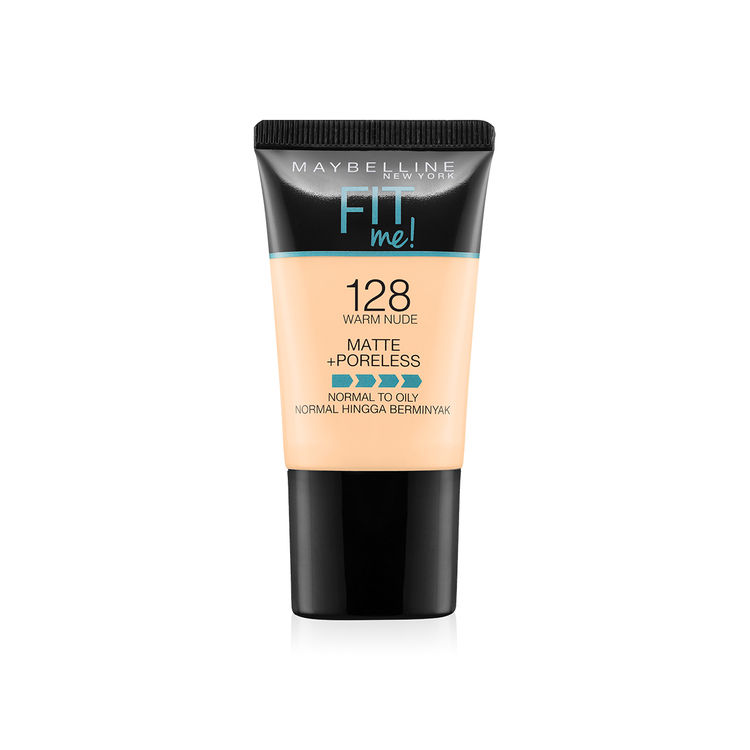 MAYBELLINE
NEW YORK
FIT
me!
128
WARM NUDE
MATTE
+PORELESS
NORMAL TO OILY
NORMAL HINGGA BERMINYAK